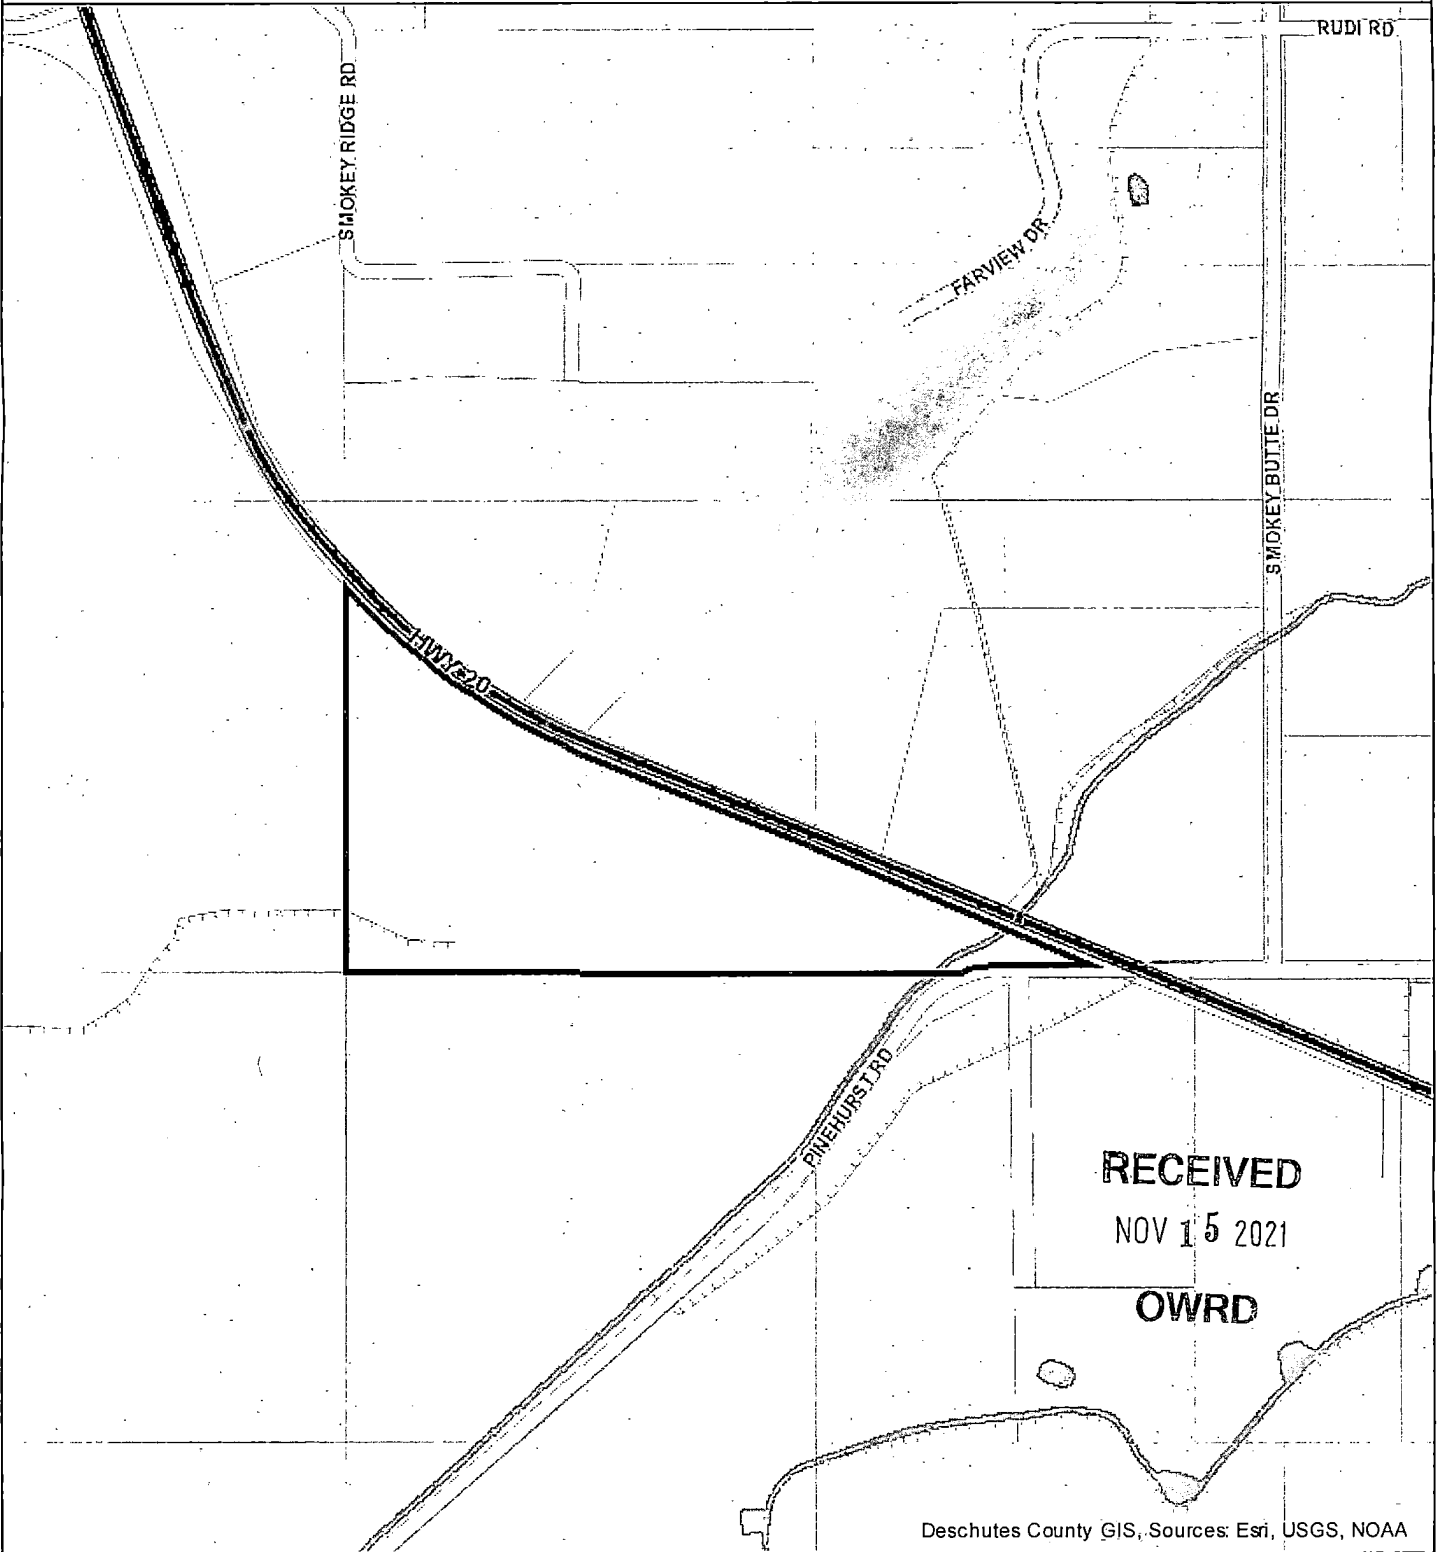 RUDI RD
SMOKEY RIDGE RD
FARVIEW DR
SMOKEY BUTTE DR
HWY 20
PINEHURST RD
RECEIVED
NOV 15 2021
OWRD
Deschutes County GIS, Sources: Esri, USGS, NOAA